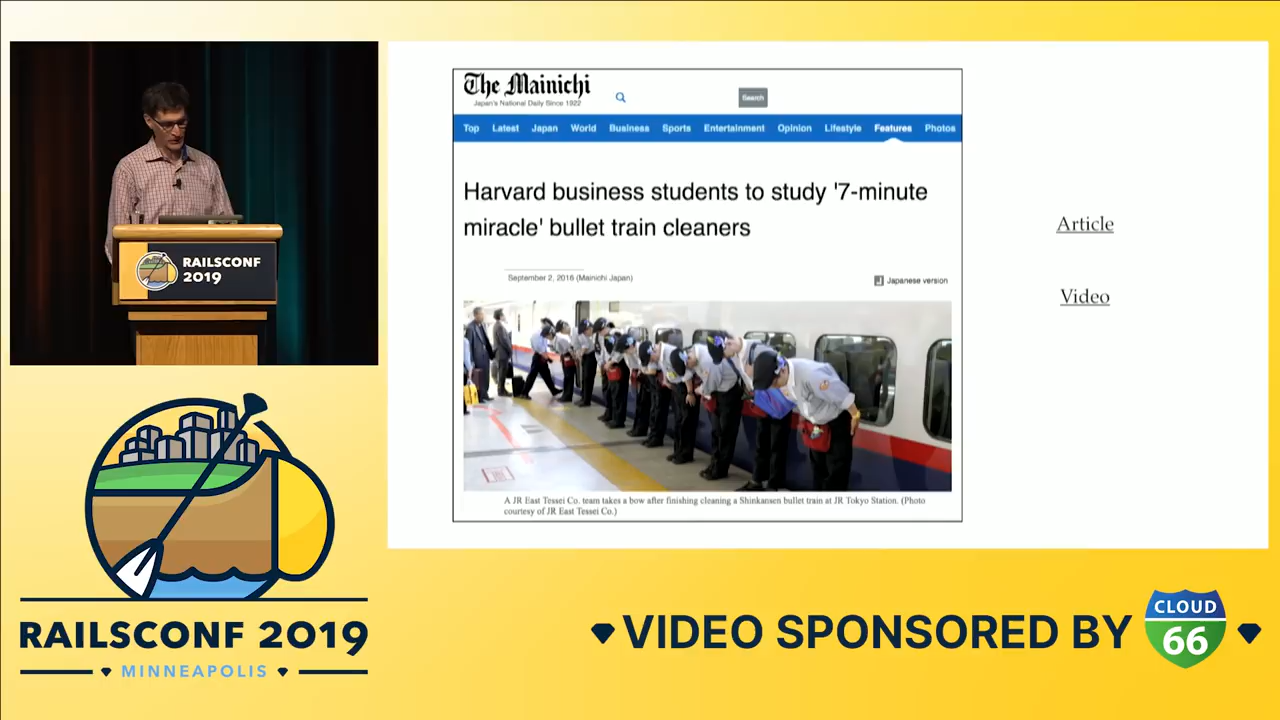 RAILSCONF
2019
The Mainichi
Japan's National Daily Since 1922
Search
Top Latest Japan World Business Sports Entertainment Opinion Lifestyle Features Photos
Harvard business students to study '7-minute
miracle' bullet train cleaners
September 2, 2016 (Mainichi Japan)
Japanese version
A JR East Tessei Co. team takes a bow after finishing cleaning a Shinkansen bullet train at JR Tokyo Station. (Photo
courtesy of JR East Tessei Co.)
Article
Video
RAILSCONF 2019
MINNEAPOLIS
VIDEO SPONSORED BY
CLOUD
66